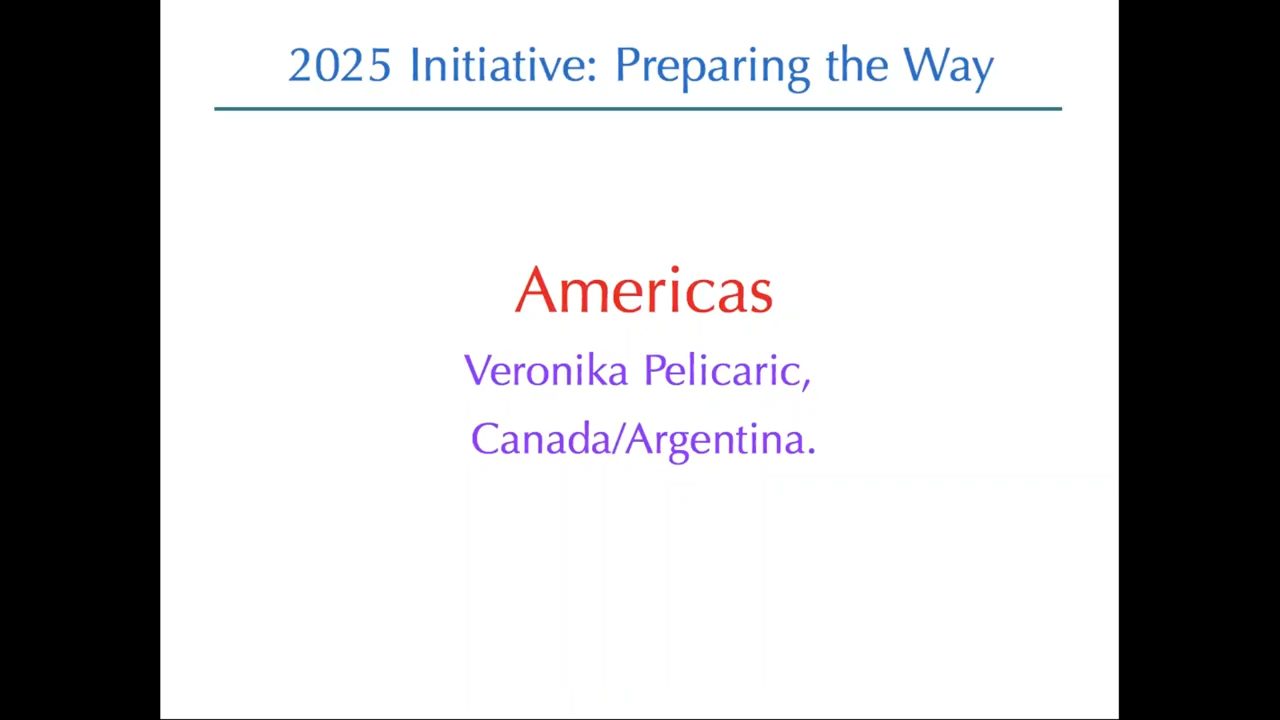 2025 Initiative: Preparing the Way
Americas
Veronika Pelicaric,
Canada/Argentina.